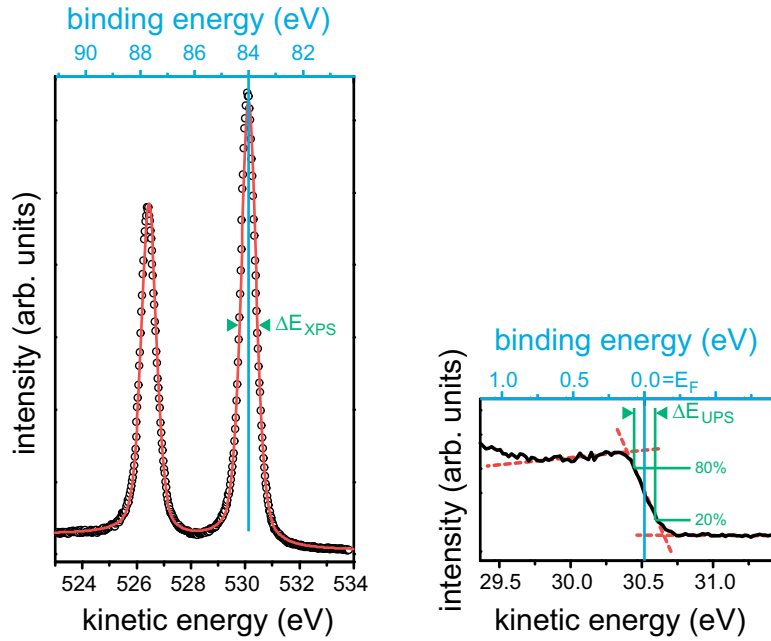 binding energy (eV)
90 88 86 84 82
intensity (arb. units)
ΔE_XPS
524 526 528 530 532 534
kinetic energy (eV)
binding energy (eV)
1.0 0.5 0.0 =E_F
intensity (arb. units)
ΔE_UPS
80%
20%
29.5 30.0 30.5 31.0
kinetic energy (eV)